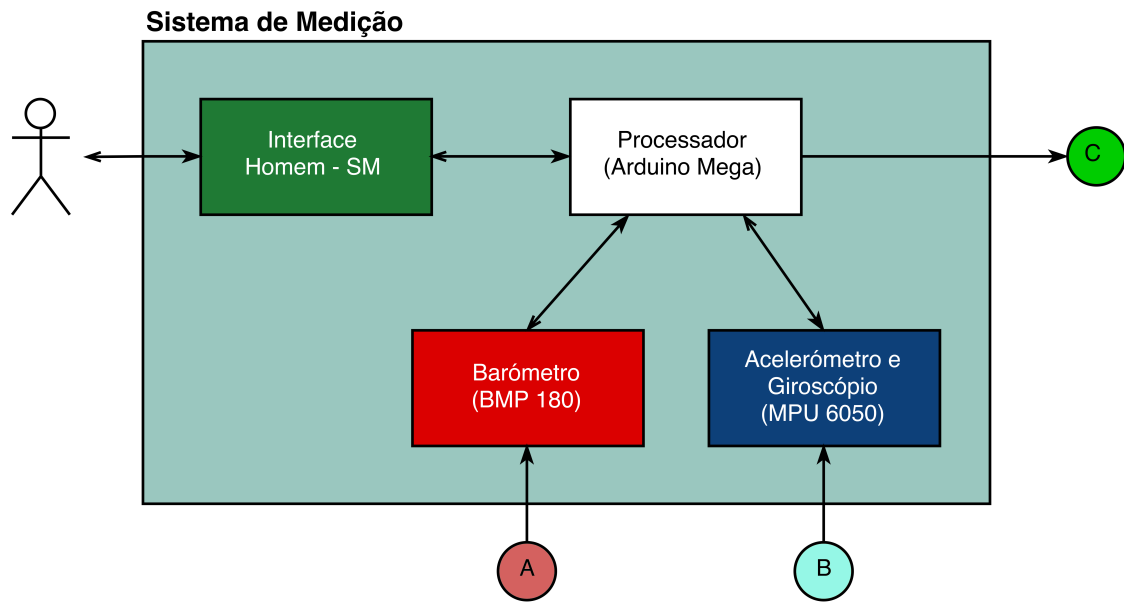 Sistema de Medição
Interface
Homem - SM
Processador
(Arduino Mega)
C
Barómetro
(BMP 180)
Acelerómetro e
Giroscópio
(MPU 6050)
A
B